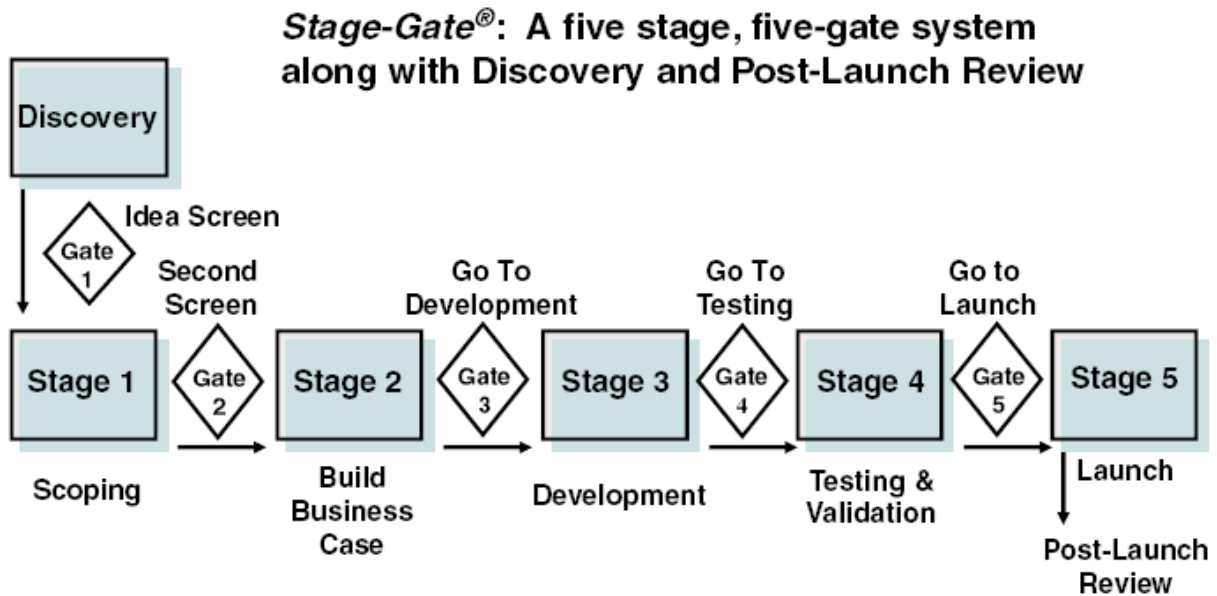 Stage-Gate®: A five stage, five-gate system
along with Discovery and Post-Launch Review
Discovery
Idea Screen
Gate
1
Second
Screen
Go To
Development
Go To
Testing
Go to
Launch
Stage 1
Gate
2
Stage 2
Gate
3
Stage 3
Gate
4
Stage 4
Gate
5
Stage 5
Scoping
Build
Business
Case
Development
Testing &
Validation
Launch
Post-Launch
Review